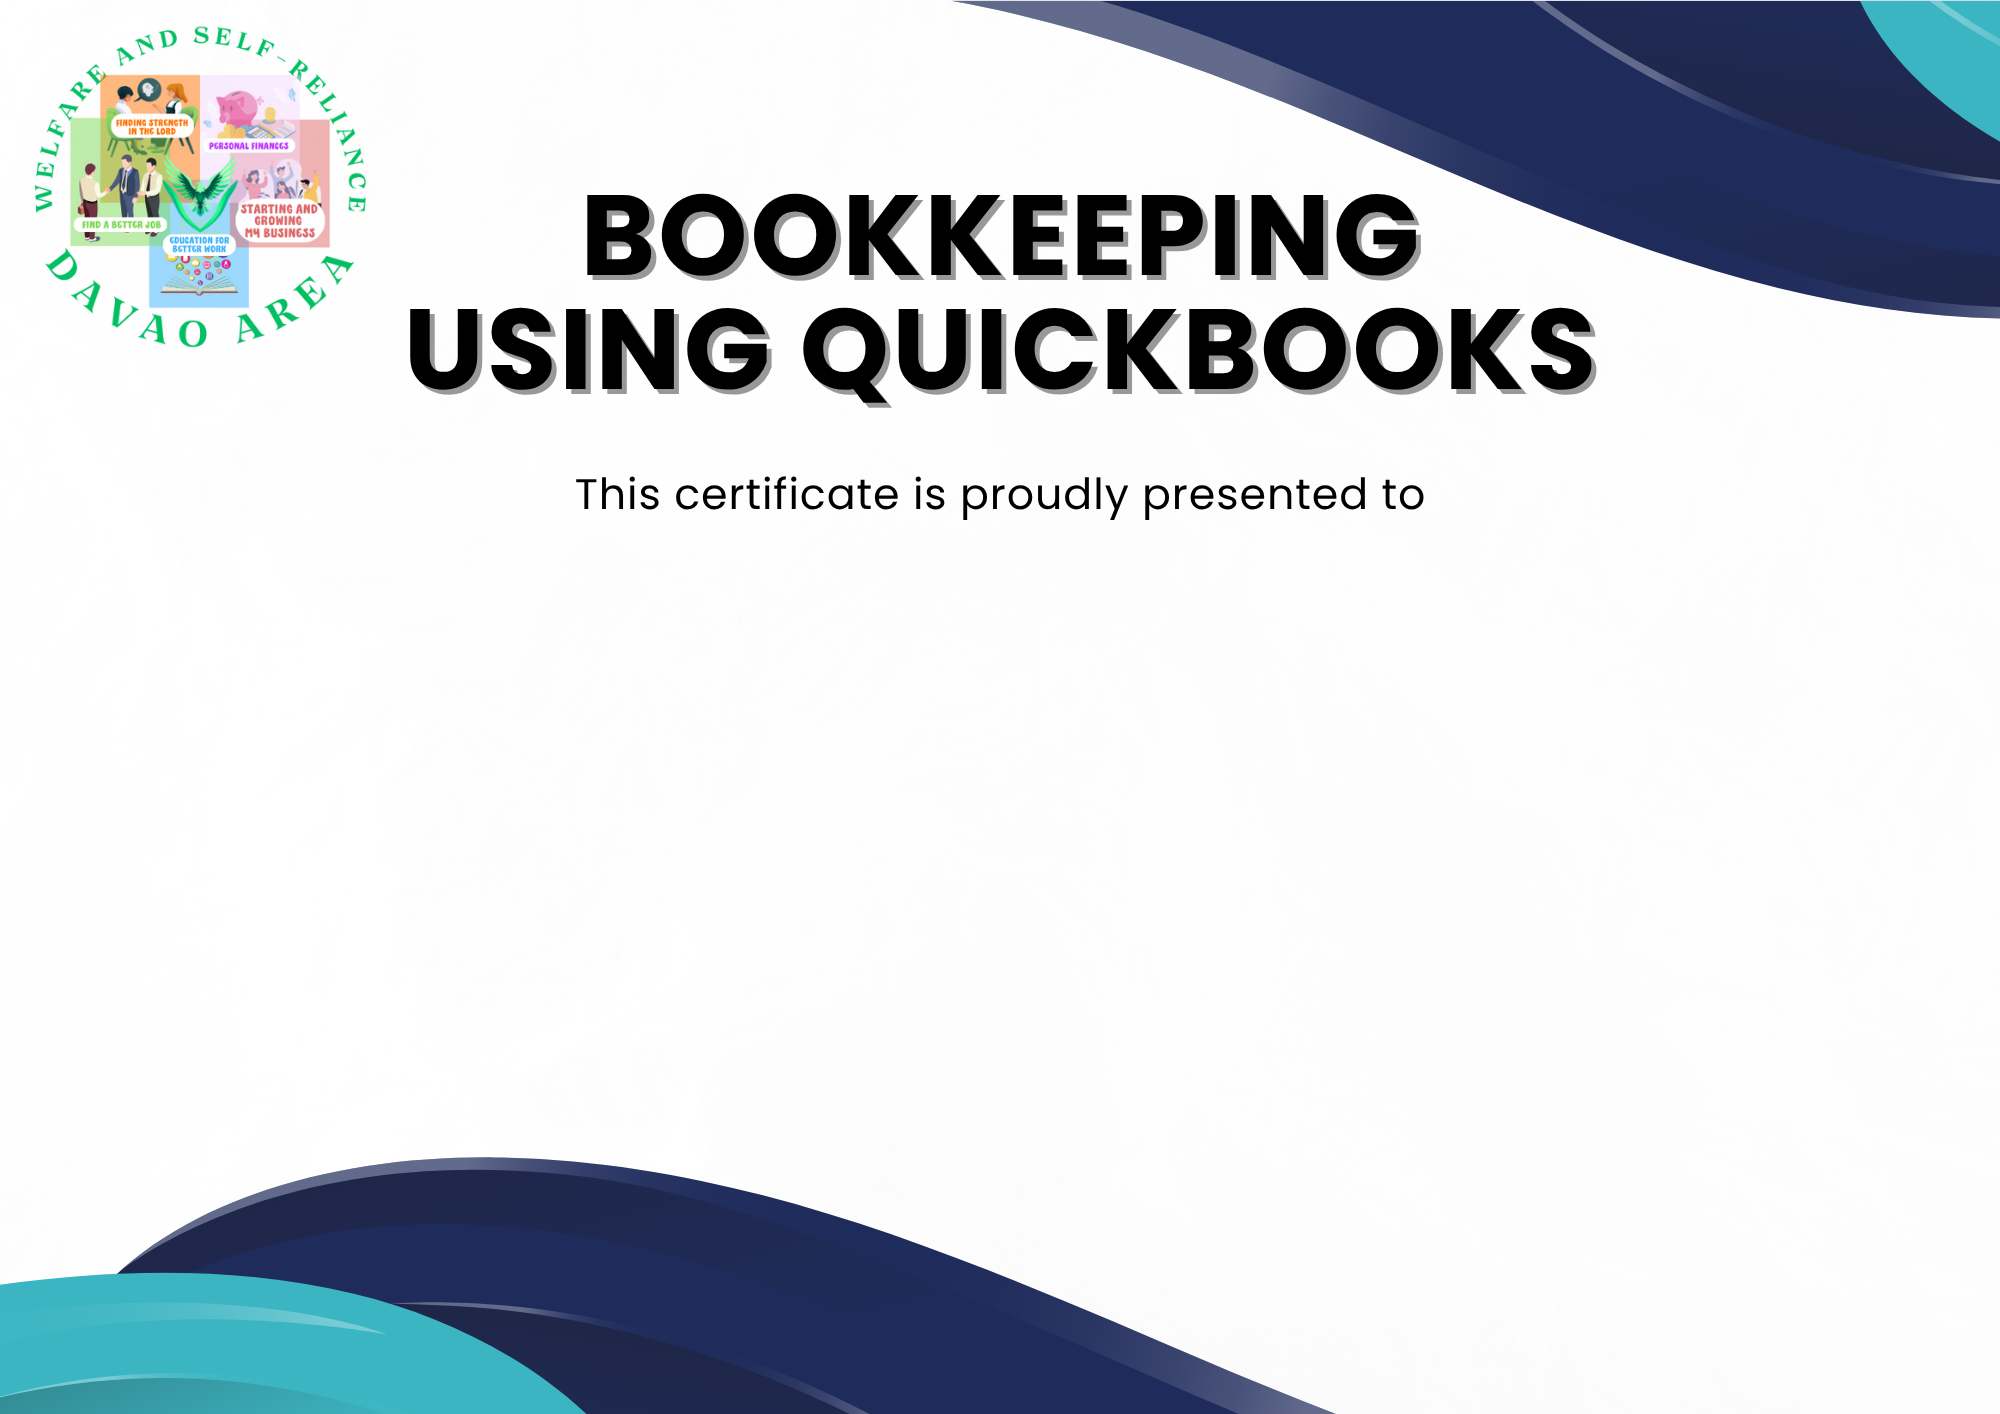 WELFARE AND SELF-RELIANCE
FINDING STRENGTH
IN THE LORD
PERSONAL FINANCES
FIND A BETTER JOB
STARTING AND
GROWING
MY BUSINESS
EDUCATION FOR
BETTER WORK
DAVAO AREA
BOOKKEEPING
USING QUICKBOOKS
This certificate is proudly presented to